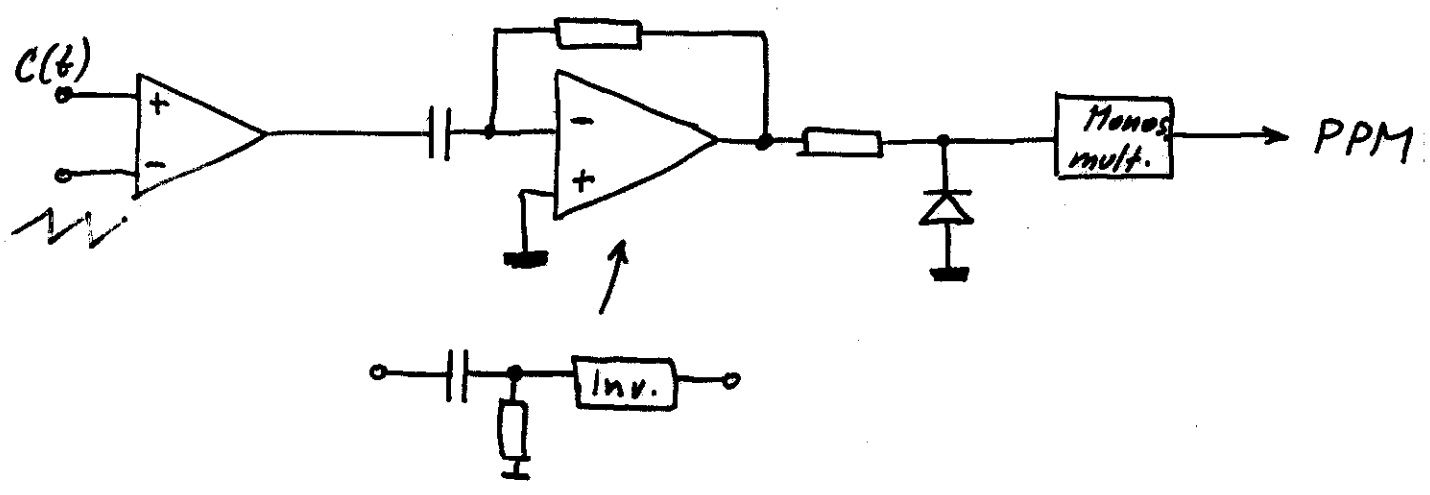 C(t)
+
−
−
+
Monos.
mult.
PPM
Inv.